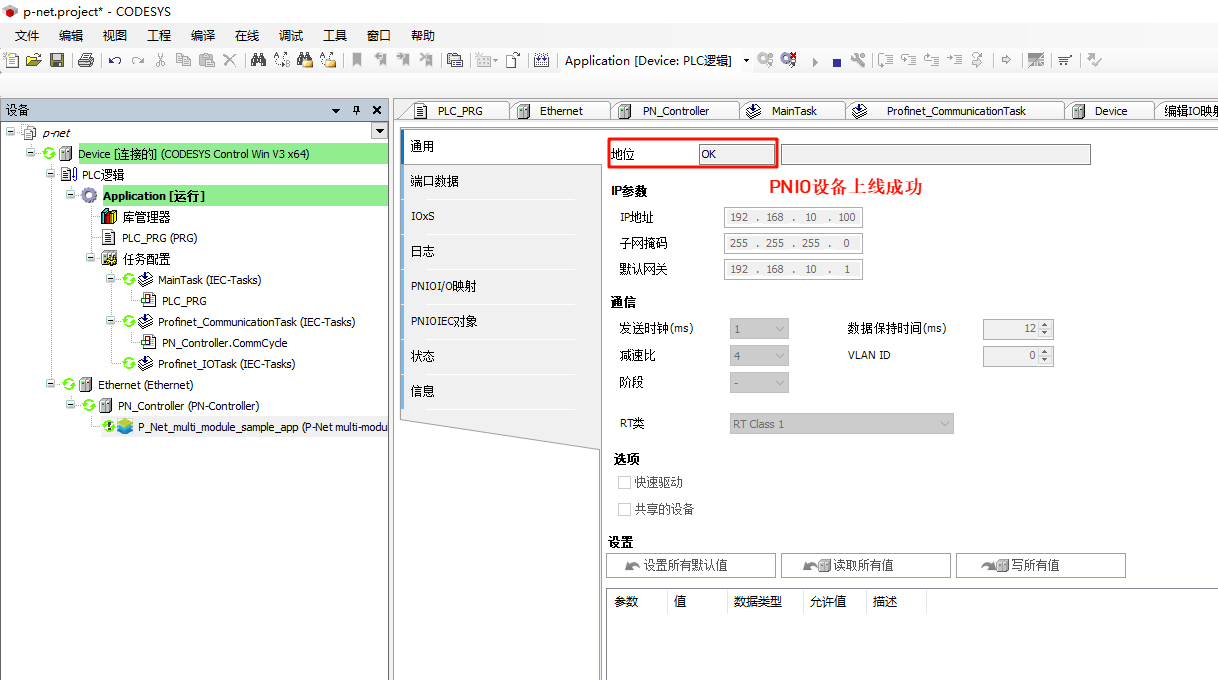 p-net.project* - CODESYS
文件 编辑 视图 工程 编译 在线 调试 工具 窗口 帮助
Application [Device: PLC逻辑]
设备
PLC_PRG Ethernet PN_Controller MainTask Profinet_CommunicationTask Device 编辑IO映射
p-net
Device [连接的] (CODESYS Control Win V3 x64)
PLC逻辑
Application [运行]
库管理器
PLC_PRG (PRG)
任务配置
MainTask (IEC-Tasks)
PLC_PRG
Profinet_CommunicationTask (IEC-Tasks)
PN_Controller.CommCycle
Profinet_IOTask (IEC-Tasks)
Ethernet (Ethernet)
PN_Controller (PN-Controller)
P_Net_multi_module_sample_app (P-Net multi-modu
通用
端口数据
IOxS
日志
PNIOI/O映射
PNIOIEC对象
状态
信息
地位 OK
PNIO设备上线成功
IP参数
IP地址 192 . 168 . 10 . 100
子网掩码 255 . 255 . 255 . 0
默认网关 192 . 168 . 10 . 1
通信
发送时钟(ms) 1 数据保持时间(ms) 12
减速比 4 VLAN ID 0
阶段 -
RT类 RT Class 1
选项
快速驱动
共享的设备
设置
设置所有默认值 读取所有值 写所有值
参数 值 数据类型 允许值 描述